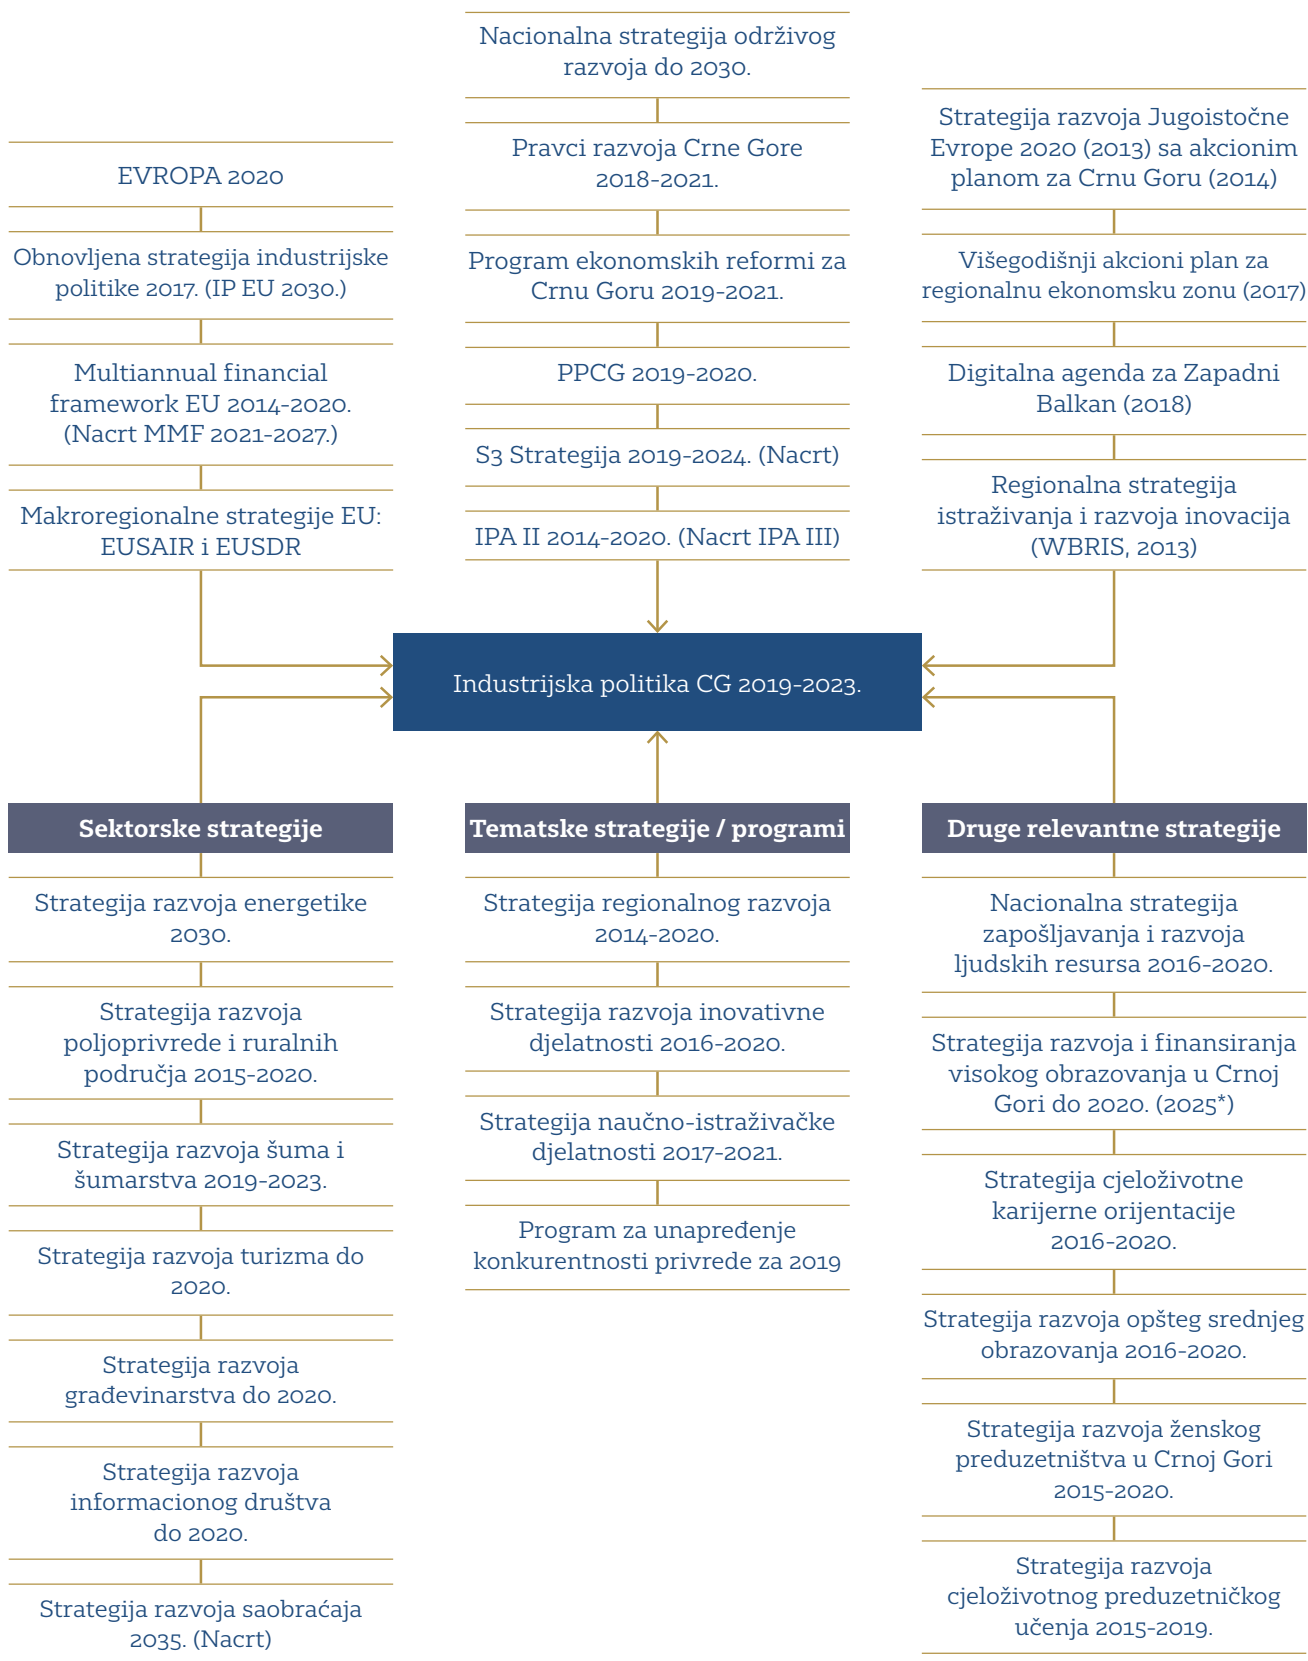 EVROPA 2020
Obnovljena strategija industrijske
politike 2017. (IP EU 2030.)
Multiannual financial
framework EU 2014-2020.
(Nacrt MMF 2021-2027.)
Makroregionalne strategije EU:
EUSAIR i EUSDR
Nacionalna strategija održivog
razvoja do 2030.
Pravci razvoja Crne Gore
2018-2021.
Program ekonomskih reformi za
Crnu Goru 2019-2021.
PPCG 2019-2020.
S3 Strategija 2019-2024. (Nacrt)
IPA II 2014-2020. (Nacrt IPA III)
Strategija razvoja Jugoistočne
Evrope 2020 (2013) sa akcionim
planom za Crnu Goru (2014)
Višegodišnji akcioni plan za
regionalnu ekonomsku zonu (2017)
Digitalna agenda za Zapadni
Balkan (2018)
Regionalna strategija
istraživanja i razvoja inovacija
(WBRIS, 2013)
Industrijska politika CG 2019-2023.
Sektorske strategije
Strategija razvoja energetike
2030.
Strategija razvoja
poljoprivrede i ruralnih
područja 2015-2020.
Strategija razvoja šuma i
šumarstva 2019-2023.
Strategija razvoja turizma do
2020.
Strategija razvoja
građevinarstva do 2020.
Strategija razvoja
informacionog društva
do 2020.
Strategija razvoja saobraćaja
2035. (Nacrt)
Tematske strategije / programi
Strategija regionalnog razvoja
2014-2020.
Strategija razvoja inovativne
djelatnosti 2016-2020.
Strategija naučno-istraživačke
djelatnosti 2017-2021.
Program za unapređenje
konkurentnosti privrede za 2019
Druge relevantne strategije
Nacionalna strategija
zapošljavanja i razvoja
ljudskih resursa 2016-2020.
Strategija razvoja i finansiranja
visokog obrazovanja u Crnoj
Gori do 2020. (2025*)
Strategija cjeloživotne
karijerne orijentacije
2016-2020.
Strategija razvoja opšteg srednjeg
obrazovanja 2016-2020.
Strategija razvoja ženskog
preduzetništva u Crnoj Gori
2015-2020.
Strategija razvoja
cjeloživotnog preduzetničkog
učenja 2015-2019.